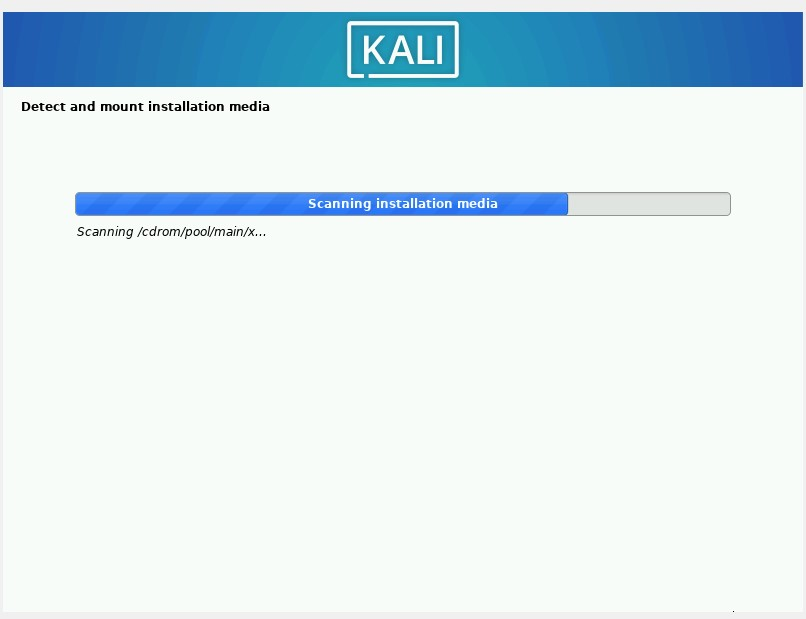 KALI
Detect and mount installation media
Scanning installation media
Scanning /cdrom/pool/main/x...